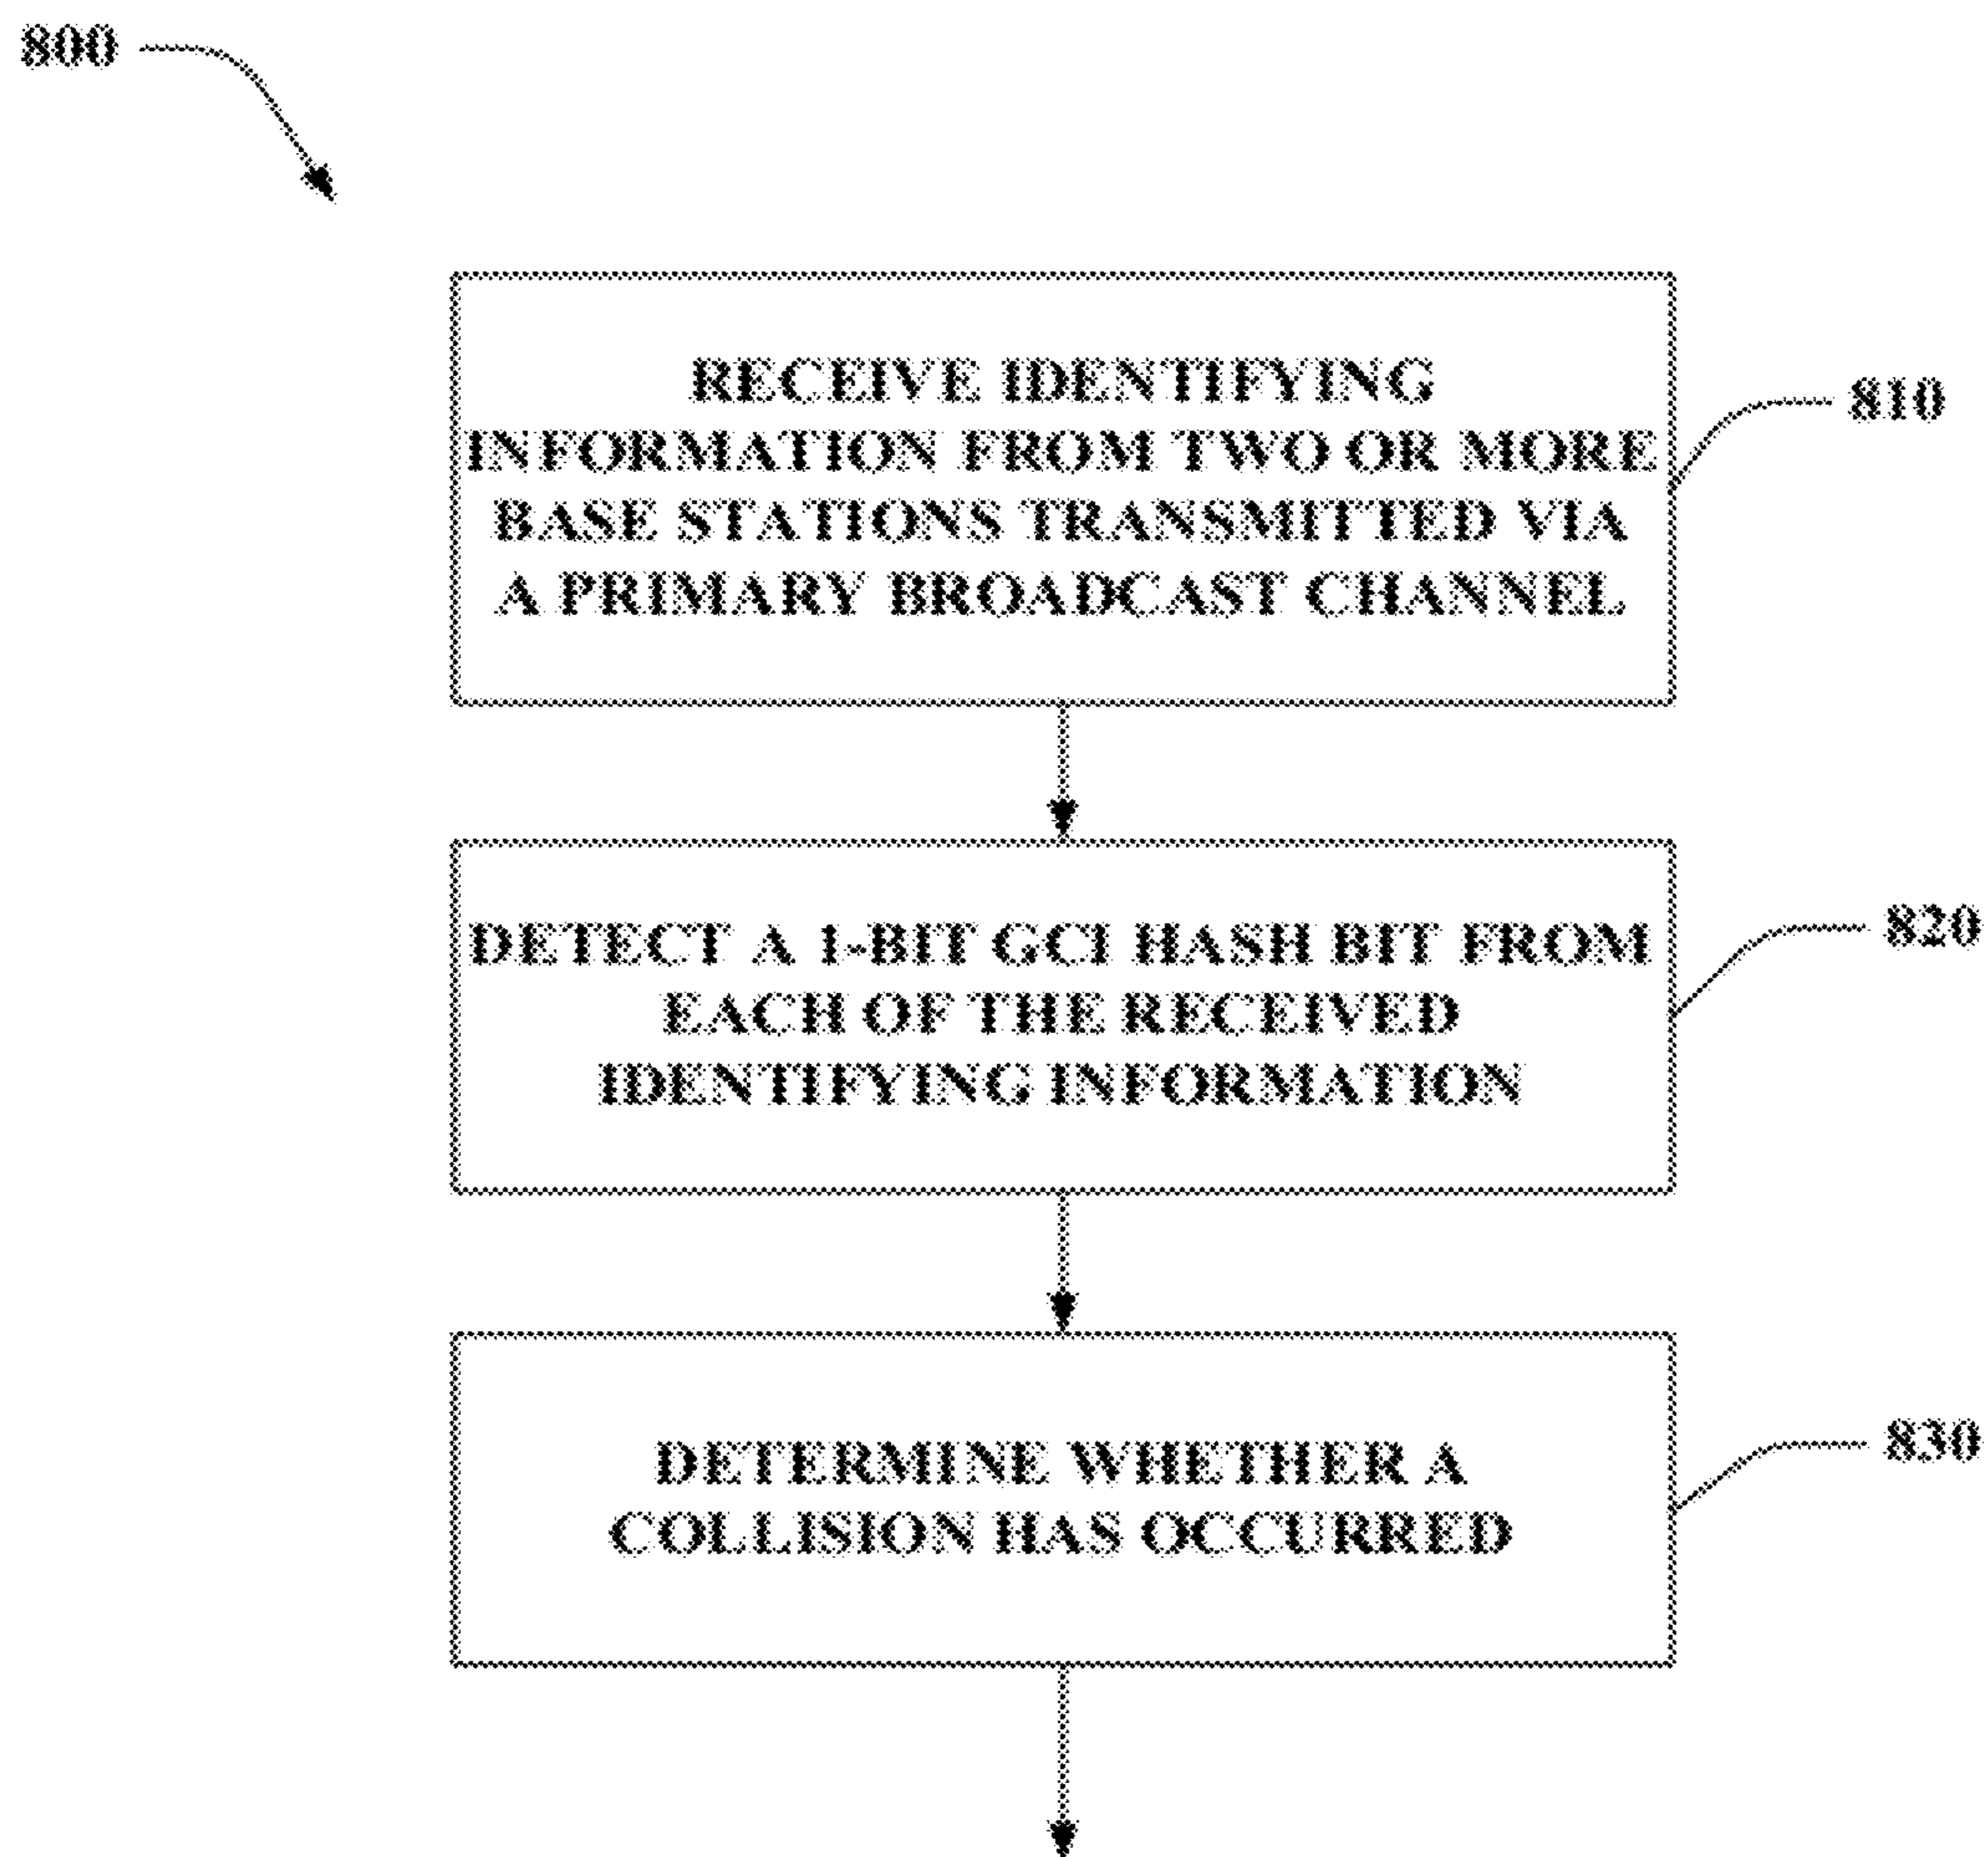 800
RECEIVE IDENTIFYING
INFORMATION FROM TWO OR MORE
BASE STATIONS TRANSMITTED VIA
A PRIMARY BROADCAST CHANNEL
810
DETECT A 1-BIT GCI HASH BIT FROM
EACH OF THE RECEIVED
IDENTIFYING INFORMATION
820
DETERMINE WHETHER A
COLLISION HAS OCCURRED
830